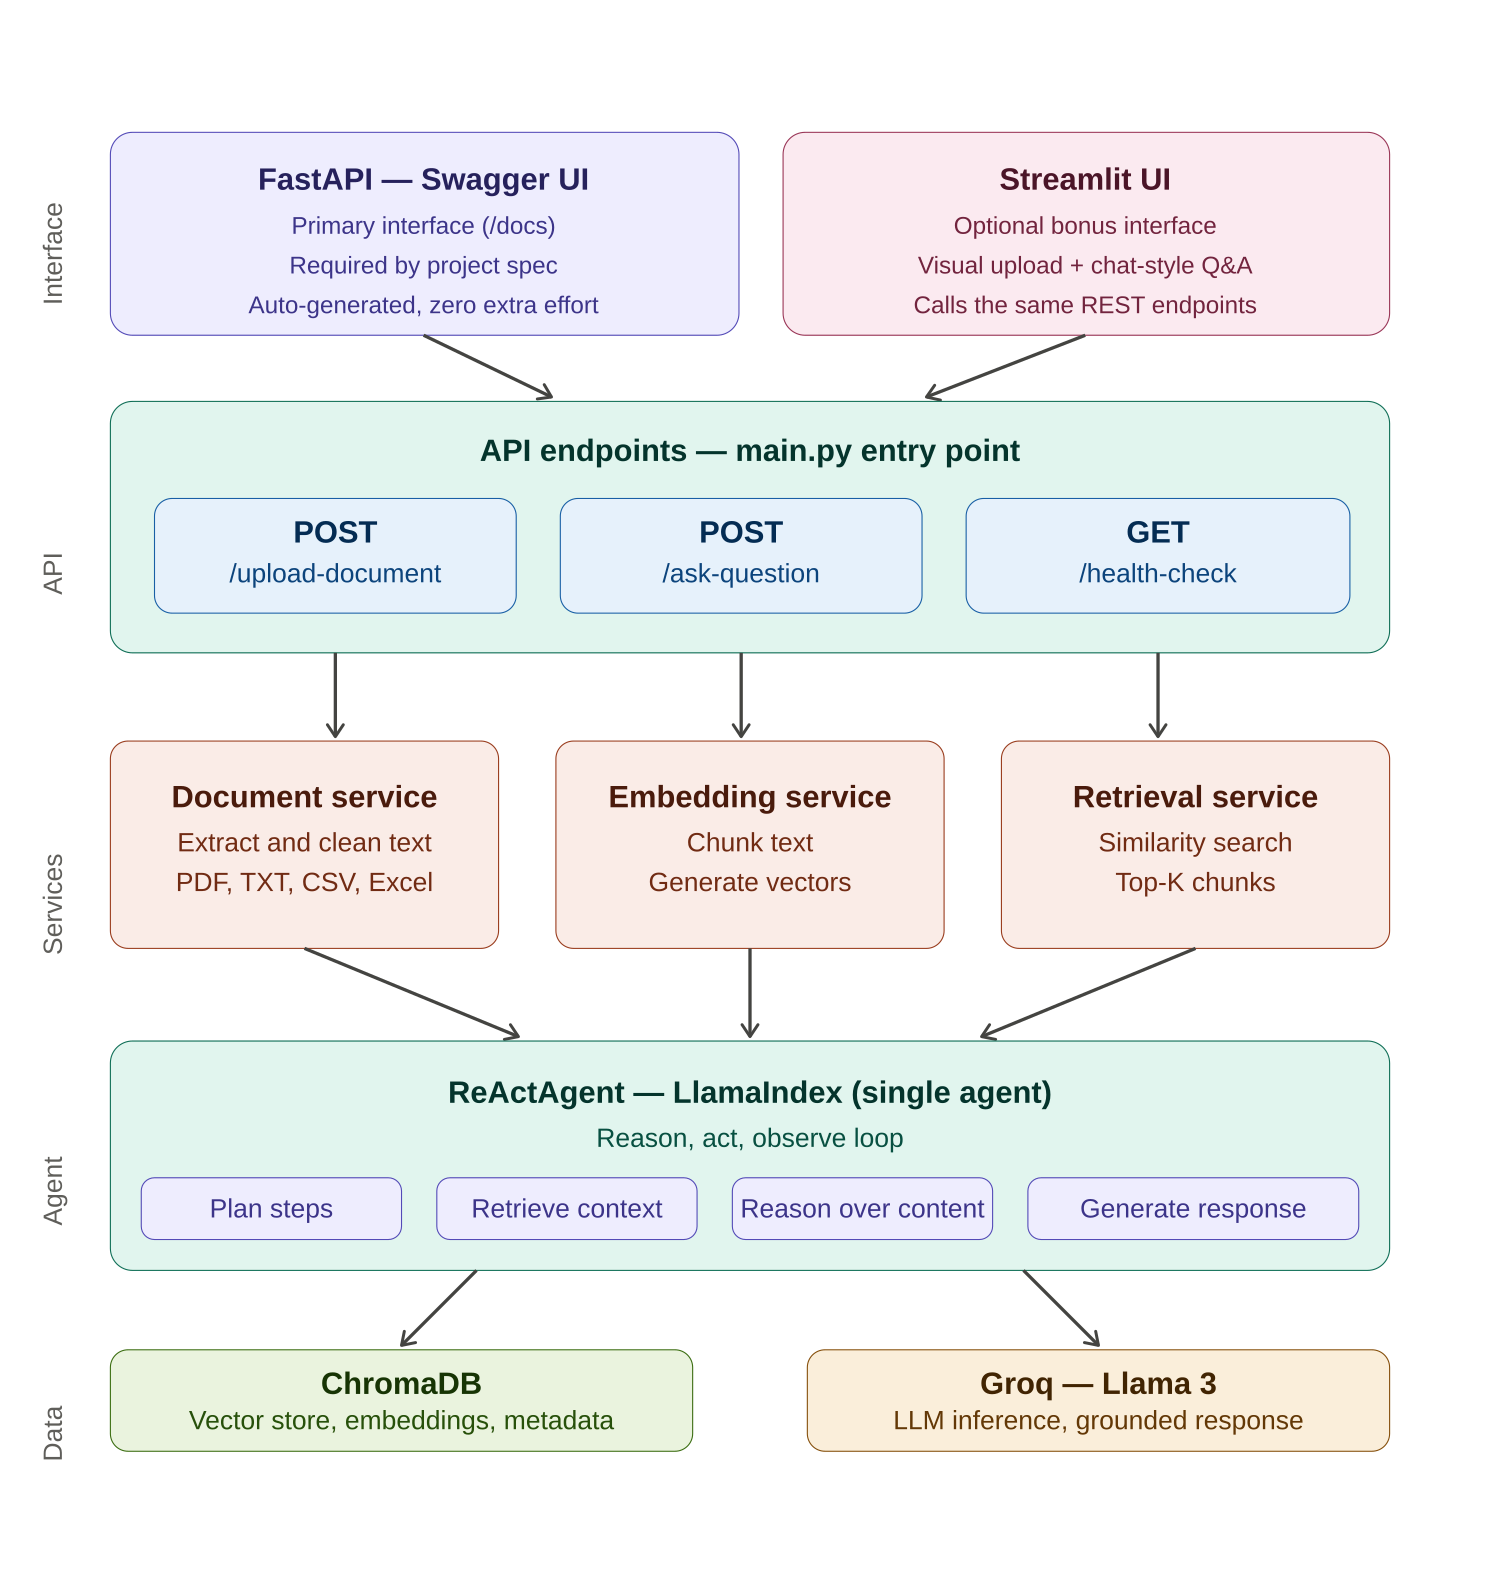 Interface
FastAPI — Swagger UI
Primary interface (/docs)
Required by project spec
Auto-generated, zero extra effort
Streamlit UI
Optional bonus interface
Visual upload + chat-style Q&A
Calls the same REST endpoints
API
API endpoints — main.py entry point
POST
/upload-document
POST
/ask-question
GET
/health-check
Services
Document service
Extract and clean text
PDF, TXT, CSV, Excel
Embedding service
Chunk text
Generate vectors
Retrieval service
Similarity search
Top-K chunks
Agent
ReActAgent — LlamaIndex (single agent)
Reason, act, observe loop
Plan steps
Retrieve context
Reason over content
Generate response
Data
ChromaDB
Vector store, embeddings, metadata
Groq — Llama 3
LLM inference, grounded response